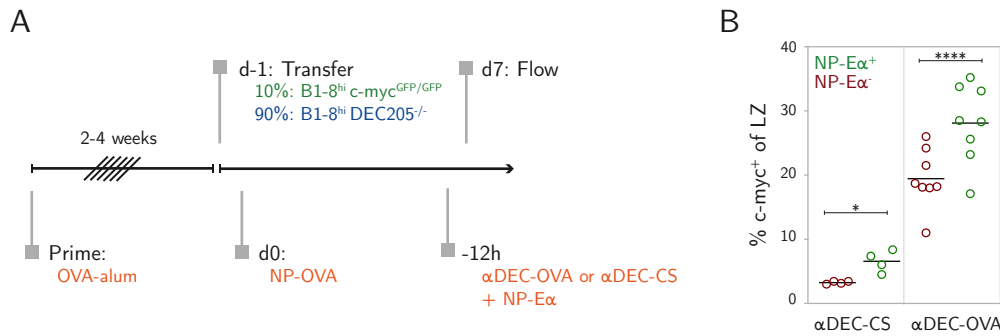 A
d-1: Transfer
10%: B1-8ʰⁱ c-mycᴳᶠᴾ/ᴳᶠᴾ
90%: B1-8ʰⁱ DEC205⁻/⁻
d7: Flow
2-4 weeks
Prime:
OVA-alum
d0:
NP-OVA
-12h
αDEC-OVA or αDEC-CS
+ NP-Eα
B
% c-myc⁺ of LZ
40
30
20
10
0
NP-Eα⁺
NP-Eα⁻
*
****
αDEC-CS
αDEC-OVA